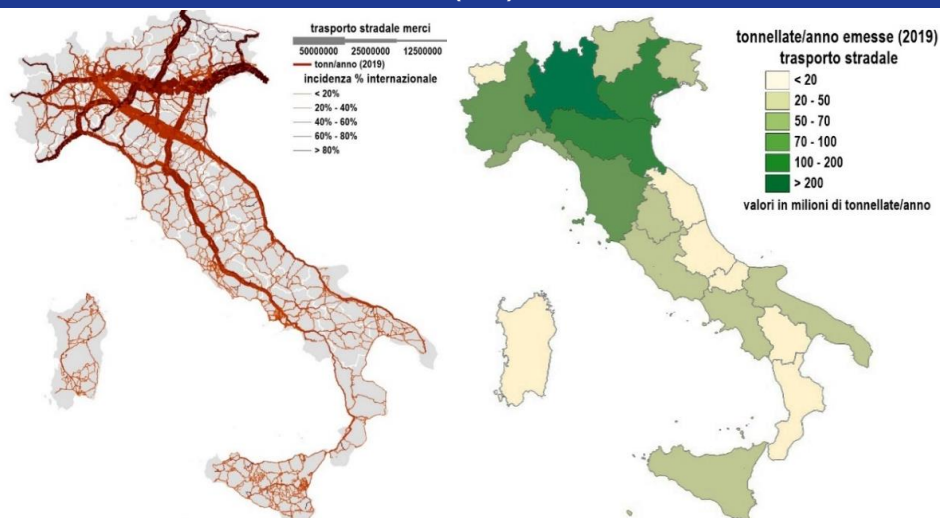 trasporto stradale merci
50000000 25000000 12500000
tonn/anno (2019)
incidenza % internazionale
< 20%
20% - 40%
40% - 60%
60% - 80%
> 80%
tonnellate/anno emesse (2019)
trasporto stradale
< 20
20 - 50
50 - 70
70 - 100
100 - 200
> 200
valori in milioni di tonnellate/anno